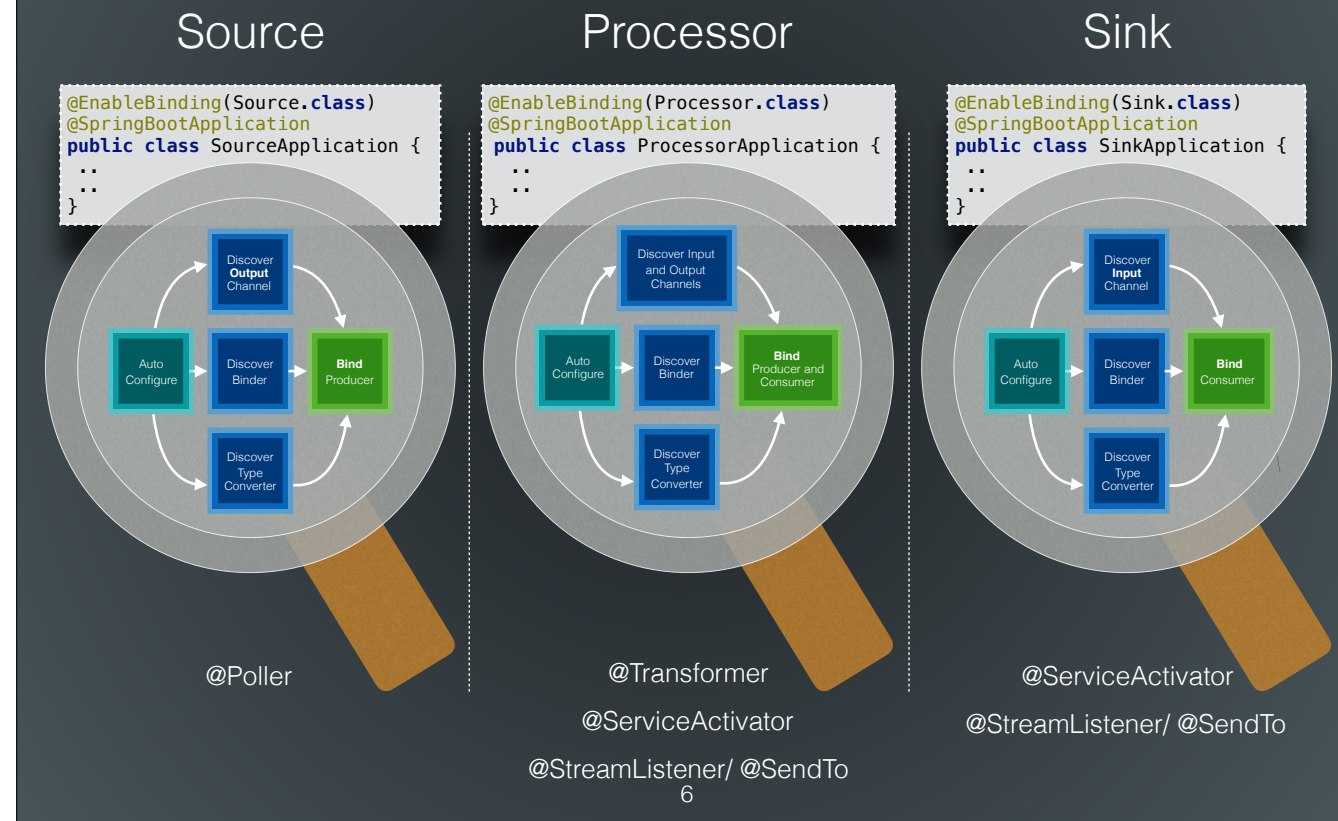 Source
@EnableBinding(Source.class)
@SpringBootApplication
public class SourceApplication {
..
..
}
Discover
Output
Channel
Auto
Configure
Discover
Binder
Bind
Producer
Discover
Type
Converter
@Poller
Processor
@EnableBinding(Processor.class)
@SpringBootApplication
public class ProcessorApplication {
..
..
}
Discover Input
and Output
Channels
Auto
Configure
Discover
Binder
Bind
Producer and
Consumer
Discover
Type
Converter
@Transformer
@ServiceActivator
@StreamListener/ @SendTo
Sink
@EnableBinding(Sink.class)
@SpringBootApplication
public class SinkApplication {
..
..
}
Discover
Input
Channel
Auto
Configure
Discover
Binder
Bind
Consumer
Discover
Type
Converter
@ServiceActivator
@StreamListener/ @SendTo
6